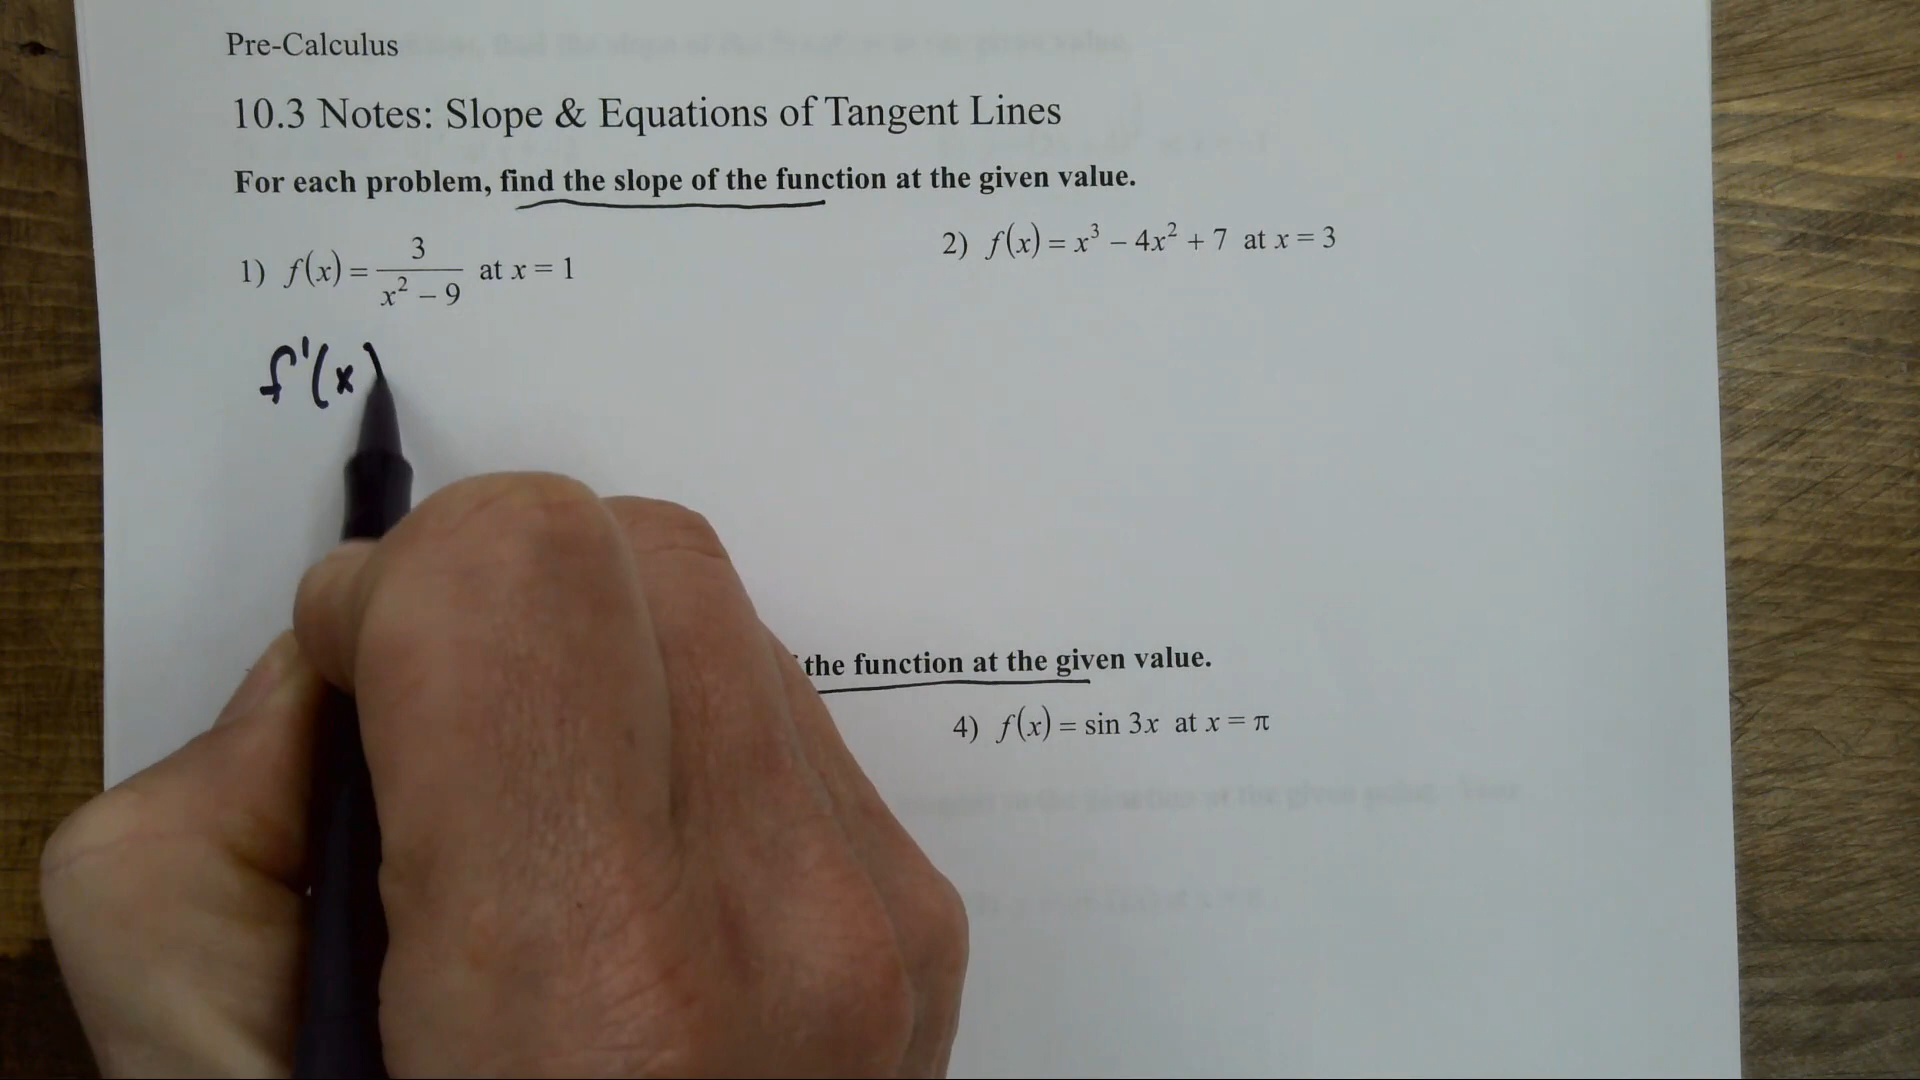 Pre-Calculus
10.3 Notes: Slope & Equations of Tangent Lines
For each problem, find the slope of the function at the given value.
1) f(x) = 3/(x² − 9) at x = 1
2) f(x) = x³ − 4x² + 7 at x = 3
f'(x)
the function at the given value.
4) f(x) = sin 3x at x = π